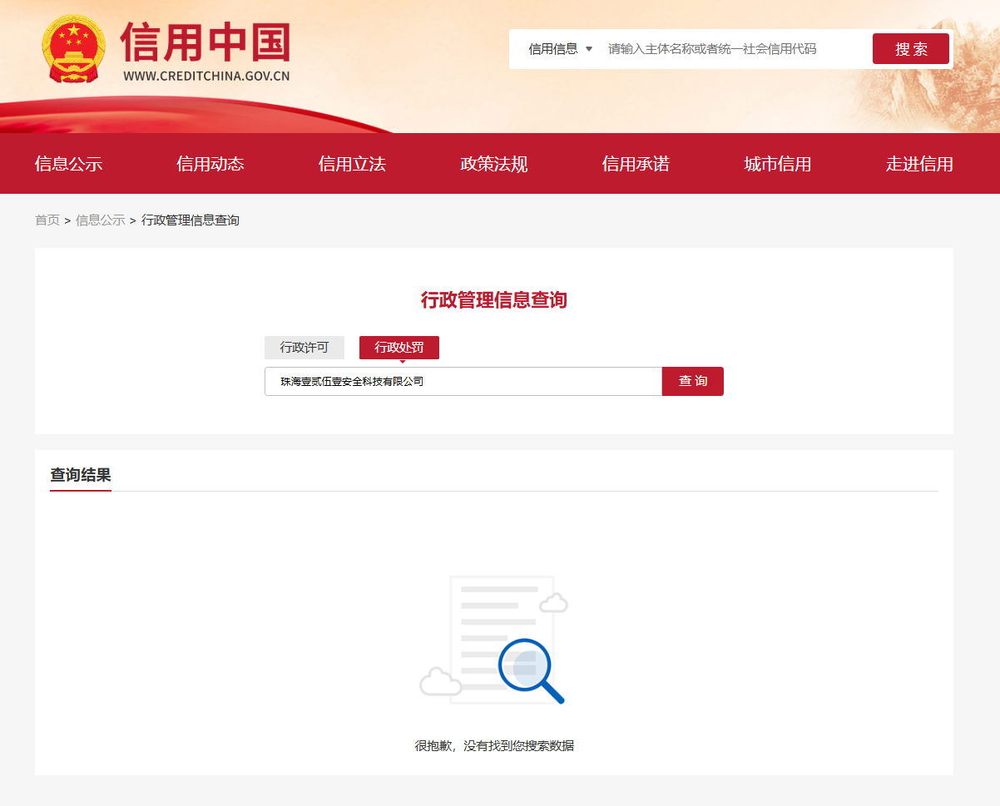 信用中国
WWW.CREDITCHINA.GOV.CN
信用信息 请输入主体名称或者统一社会信用代码 搜索
信息公示 信用动态 信用立法 政策法规 信用承诺 城市信用 走进信用
首页 > 信息公示 > 行政管理信息查询
行政管理信息查询
行政许可 行政处罚
珠海壹贰伍壹安全科技有限公司 查询
查询结果
很抱歉，没有找到您搜索数据